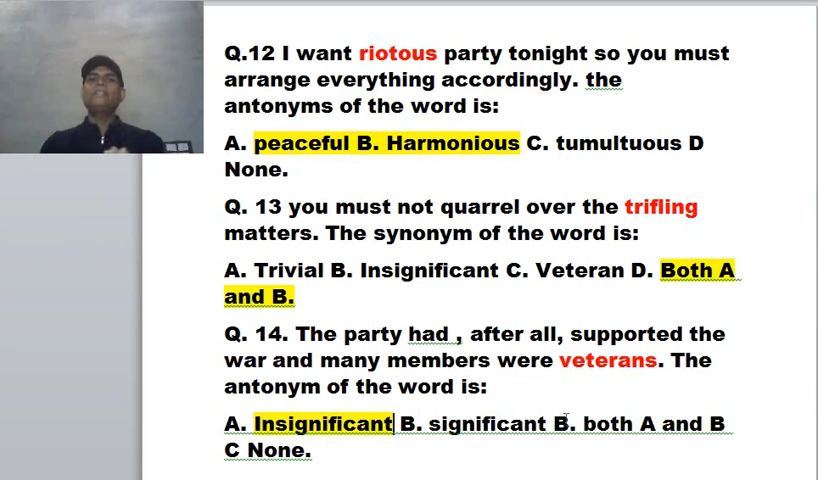 Q.12 I want riotous party tonight so you must
arrange everything accordingly. the
antonyms of the word is:
A. peaceful B. Harmonious C. tumultuous D
None.
Q. 13 you must not quarrel over the trifling
matters. The synonym of the word is:
A. Trivial B. Insignificant C. Veteran D. Both A
and B.
Q. 14. The party had , after all, supported the
war and many members were veterans. The
antonym of the word is:
A. Insignificant B. significant B. both A and B
C None.